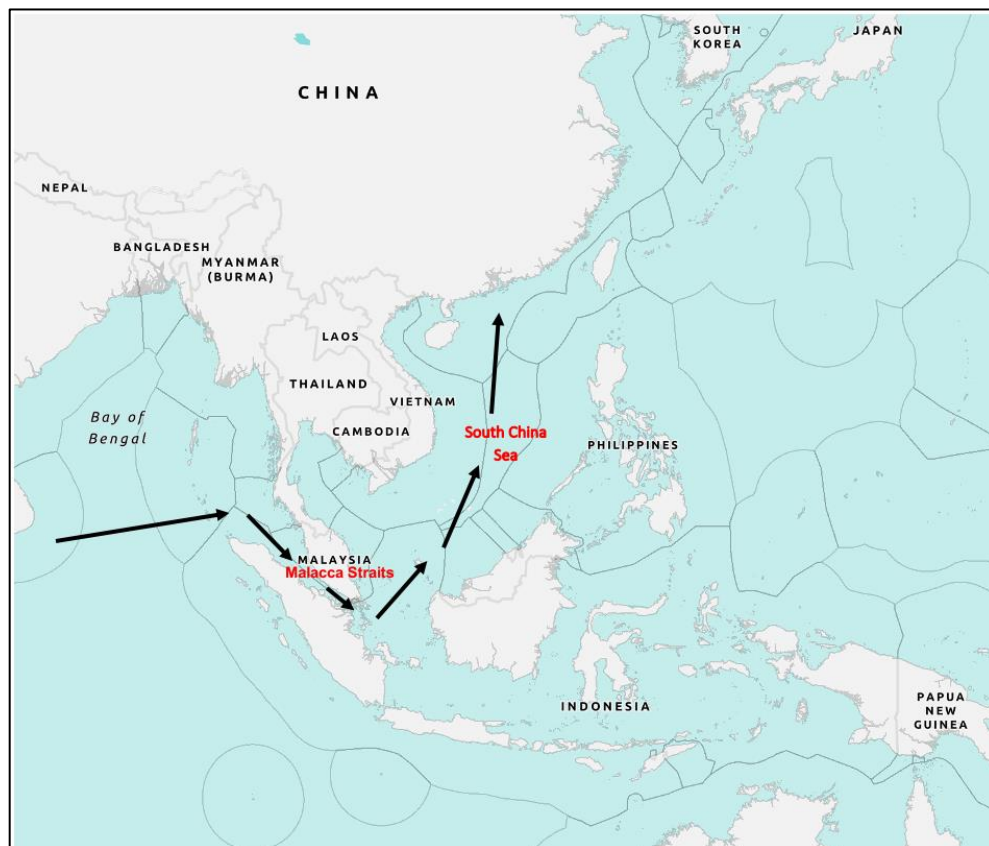 SOUTH
KOREA
JAPAN
CHINA
NEPAL
BANGLADESH
MYANMAR
(BURMA)
LAOS
THAILAND
VIETNAM
Bay of
Bengal
CAMBODIA
South China
Sea
PHILIPPINES
MALAYSIA
Malacca Straits
INDONESIA
PAPUA
NEW
GUINEA